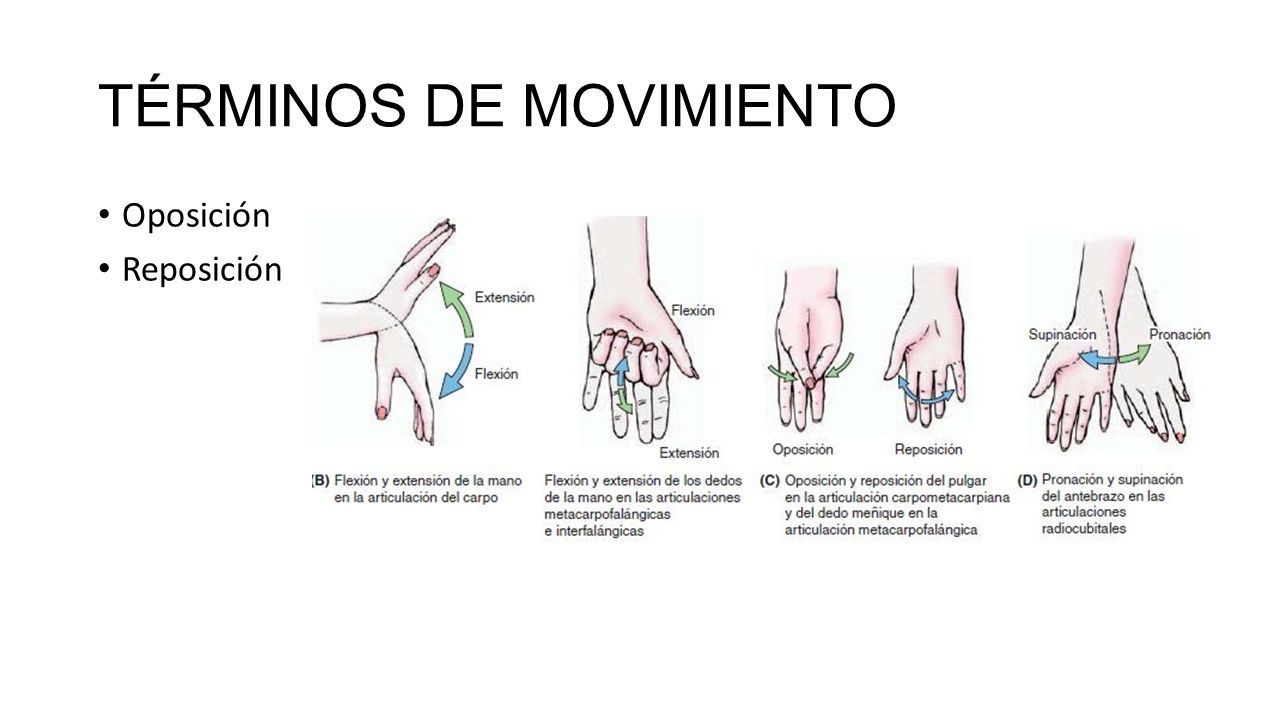 TÉRMINOS DE MOVIMIENTO
• Oposición
• Reposición
Extensión
Flexión
(B) Flexión y extensión de la mano
en la articulación del carpo
Flexión
Extensión
Flexión y extensión de los dedos
de la mano en las articulaciones
metacarpofalángicas
e interfalángicas
Oposición
Reposición
(C) Oposición y reposición del pulgar
en la articulación carpometacarpiana
y del dedo meñique en la
articulación metacarpofalángica
Supinación
Pronación
(D) Pronación y supinación
del antebrazo en las
articulaciones
radiocubitales